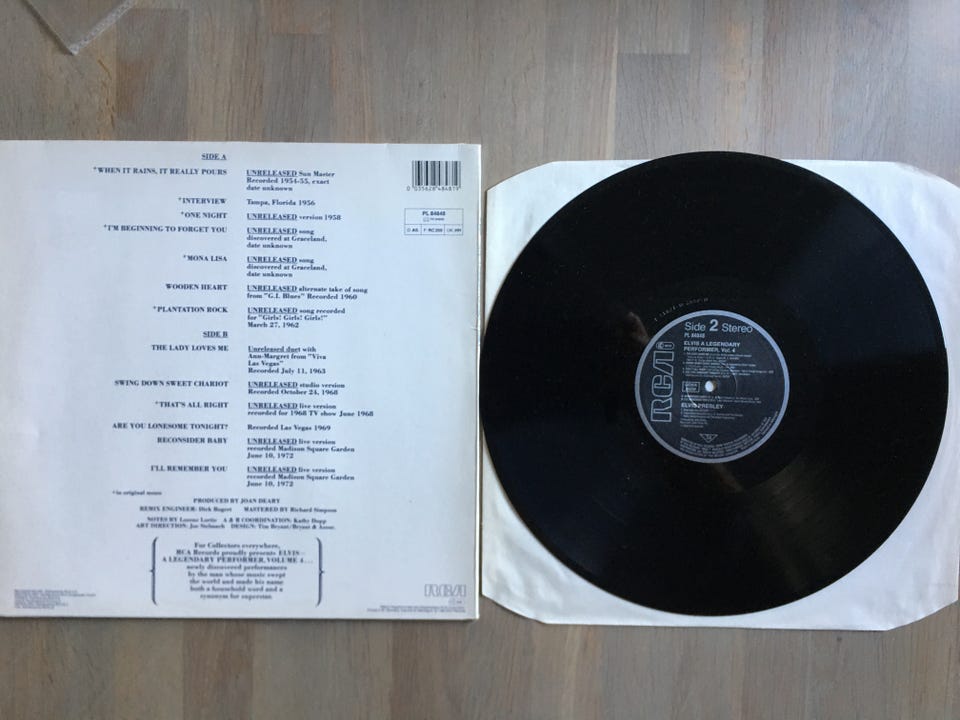 SIDE A
*WHEN IT RAINS, IT REALLY POURS UNRELEASED Sun Master
Recorded 1954-55, exact
date unknown
*INTERVIEW Tampa, Florida 1956
*ONE NIGHT UNRELEASED version 1958
*I'M BEGINNING TO FORGET YOU UNRELEASED song
discovered at Graceland,
date unknown
*MONA LISA UNRELEASED song
discovered at Graceland,
date unknown
WOODEN HEART UNRELEASED alternate take of song
from "G.I. Blues" Recorded 1960
*PLANTATION ROCK UNRELEASED song recorded
for "Girls! Girls! Girls!"
March 27, 1962
SIDE B
THE LADY LOVES ME Unreleased duet with
Ann-Margret from "Viva
Las Vegas"
Recorded July 11, 1963
SWING DOWN SWEET CHARIOT UNRELEASED studio version
Recorded October 24, 1968
*THAT'S ALL RIGHT UNRELEASED live version
recorded for 1968 TV show June 1968
ARE YOU LONESOME TONIGHT? Recorded Las Vegas 1969
RECONSIDER BABY UNRELEASED live version
recorded Madison Square Garden
June 10, 1972
I'LL REMEMBER YOU UNRELEASED live version
recorded Madison Square Garden
June 10, 1972
*in original mono
PRODUCED BY JOAN DEARY
REMIX ENGINEER: Dick Bogert MASTERED BY Richard Simpson
NOTES BY Lorene Lortie A & R COORDINATION: Kathy Dupp
ART DIRECTION: Joe Stelmach DESIGN: Tim Bryant/Bryant & Assoc.
For Collectors everywhere,
RCA Records proudly presents ELVIS—
A LEGENDARY PERFORMER, VOLUME 4 . . .
newly discovered performances
by the man whose music swept
the world and made his name
both a household word and a
synonym for superstar.
0 035628 484819
PL 84848
RCA
Side 2 Stereo
PL 84848
ELVIS A LEGENDARY
PERFORMER, Vol. 4
ELVIS PRESLEY
RCA